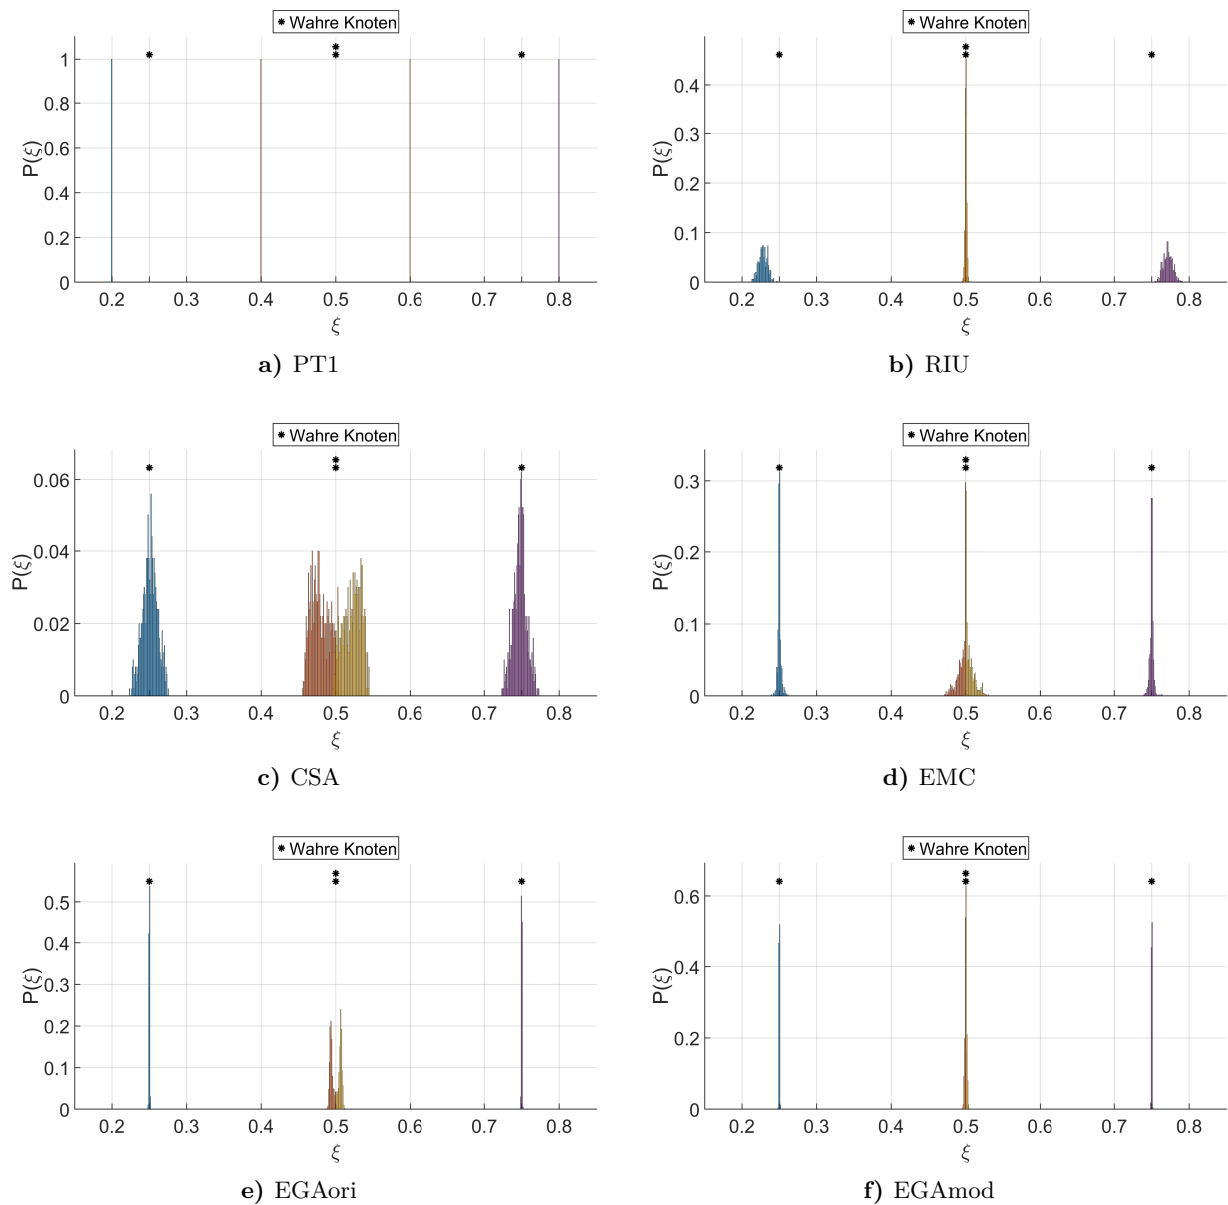 ✱ Wahre Knoten
P(ξ)
1
0.8
0.6
0.4
0.2
0
0.2 0.3 0.4 0.5 0.6 0.7 0.8
ξ
a) PT1
✱ Wahre Knoten
P(ξ)
0.4
0.3
0.2
0.1
0
0.2 0.3 0.4 0.5 0.6 0.7 0.8
ξ
b) RIU
✱ Wahre Knoten
P(ξ)
0.06
0.04
0.02
0
0.2 0.3 0.4 0.5 0.6 0.7 0.8
ξ
c) CSA
✱ Wahre Knoten
P(ξ)
0.3
0.2
0.1
0
0.2 0.3 0.4 0.5 0.6 0.7 0.8
ξ
d) EMC
✱ Wahre Knoten
P(ξ)
0.5
0.4
0.3
0.2
0.1
0
0.2 0.3 0.4 0.5 0.6 0.7 0.8
ξ
e) EGAori
✱ Wahre Knoten
P(ξ)
0.6
0.4
0.2
0
0.2 0.3 0.4 0.5 0.6 0.7 0.8
ξ
f) EGAmod